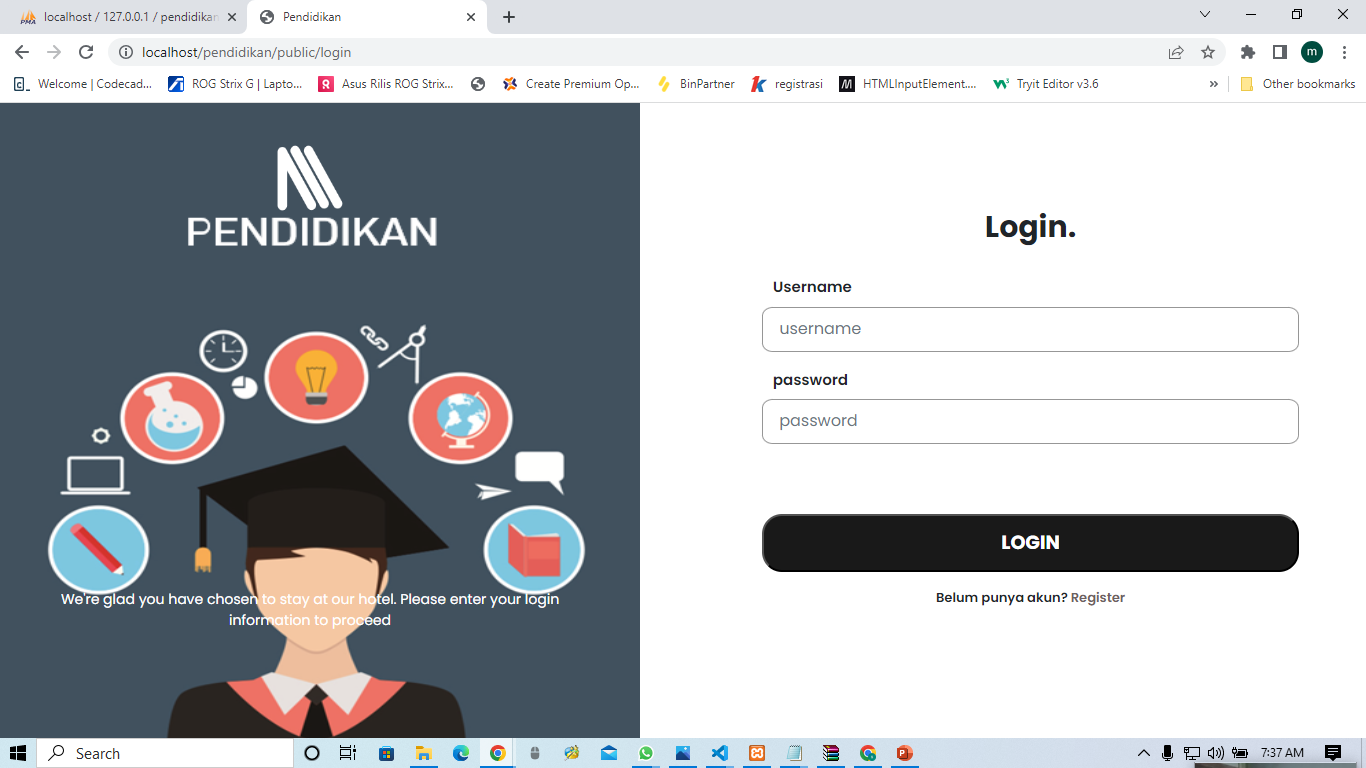 localhost / 127.0.0.1 / pendidikan
Pendidikan
localhost/pendidikan/public/login
m
Welcome | Codecad...
ROG Strix G | Lapto...
Asus Rilis ROG Strix...
Create Premium Op...
BinPartner
registrasi
HTMLInputElement....
Tryit Editor v3.6
»
Other bookmarks
PENDIDIKAN
We're glad you have chosen to stay at our hotel. Please enter your login
information to proceed
Login.
Username
username
password
password
LOGIN
Belum punya akun? Register
Search
7:37 AM